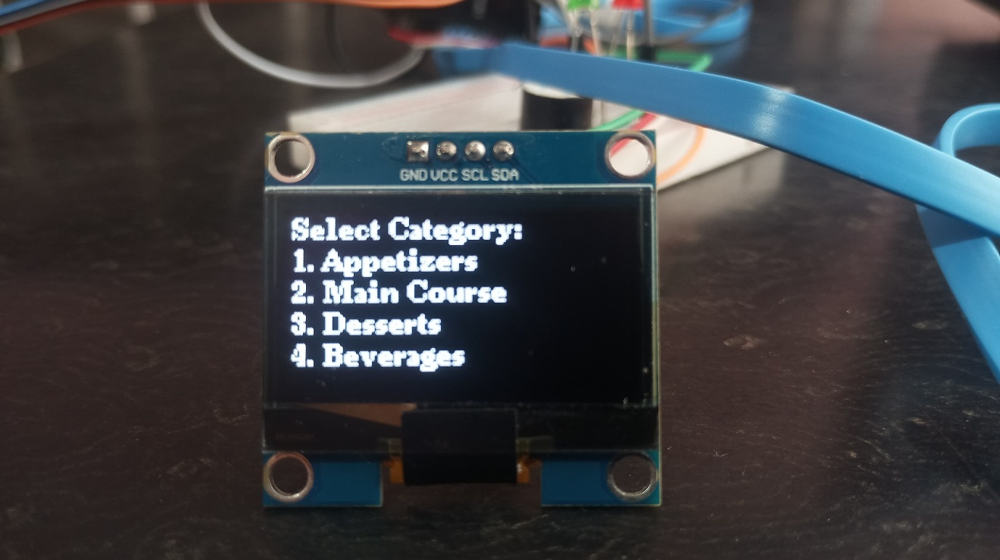 GND VCC SCL SDA
Select Category:
1. Appetizers
2. Main Course
3. Desserts
4. Beverages